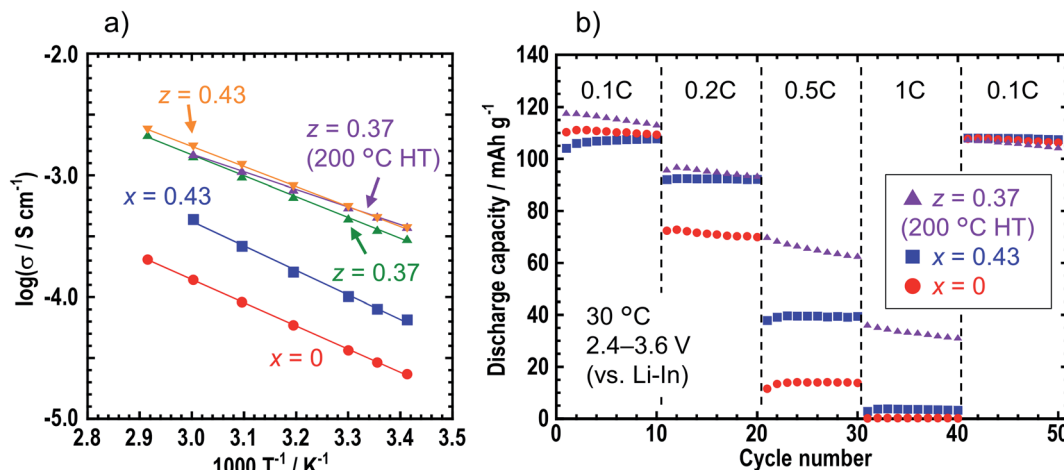 a)
log(σ / S cm⁻¹)
-2.0
-3.0
-4.0
-5.0
z = 0.43
z = 0.37
(200 °C HT)
x = 0.43
z = 0.37
x = 0
2.8 2.9 3.0 3.1 3.2 3.3 3.4 3.5
1000 T⁻¹ / K⁻¹
b)
Discharge capacity / mAh g⁻¹
140
120
100
80
60
40
20
0
0.1C 0.2C 0.5C 1C 0.1C
z = 0.37
(200 °C HT)
x = 0.43
x = 0
30 °C
2.4–3.6 V
(vs. Li-In)
0 10 20 30 40 50
Cycle number